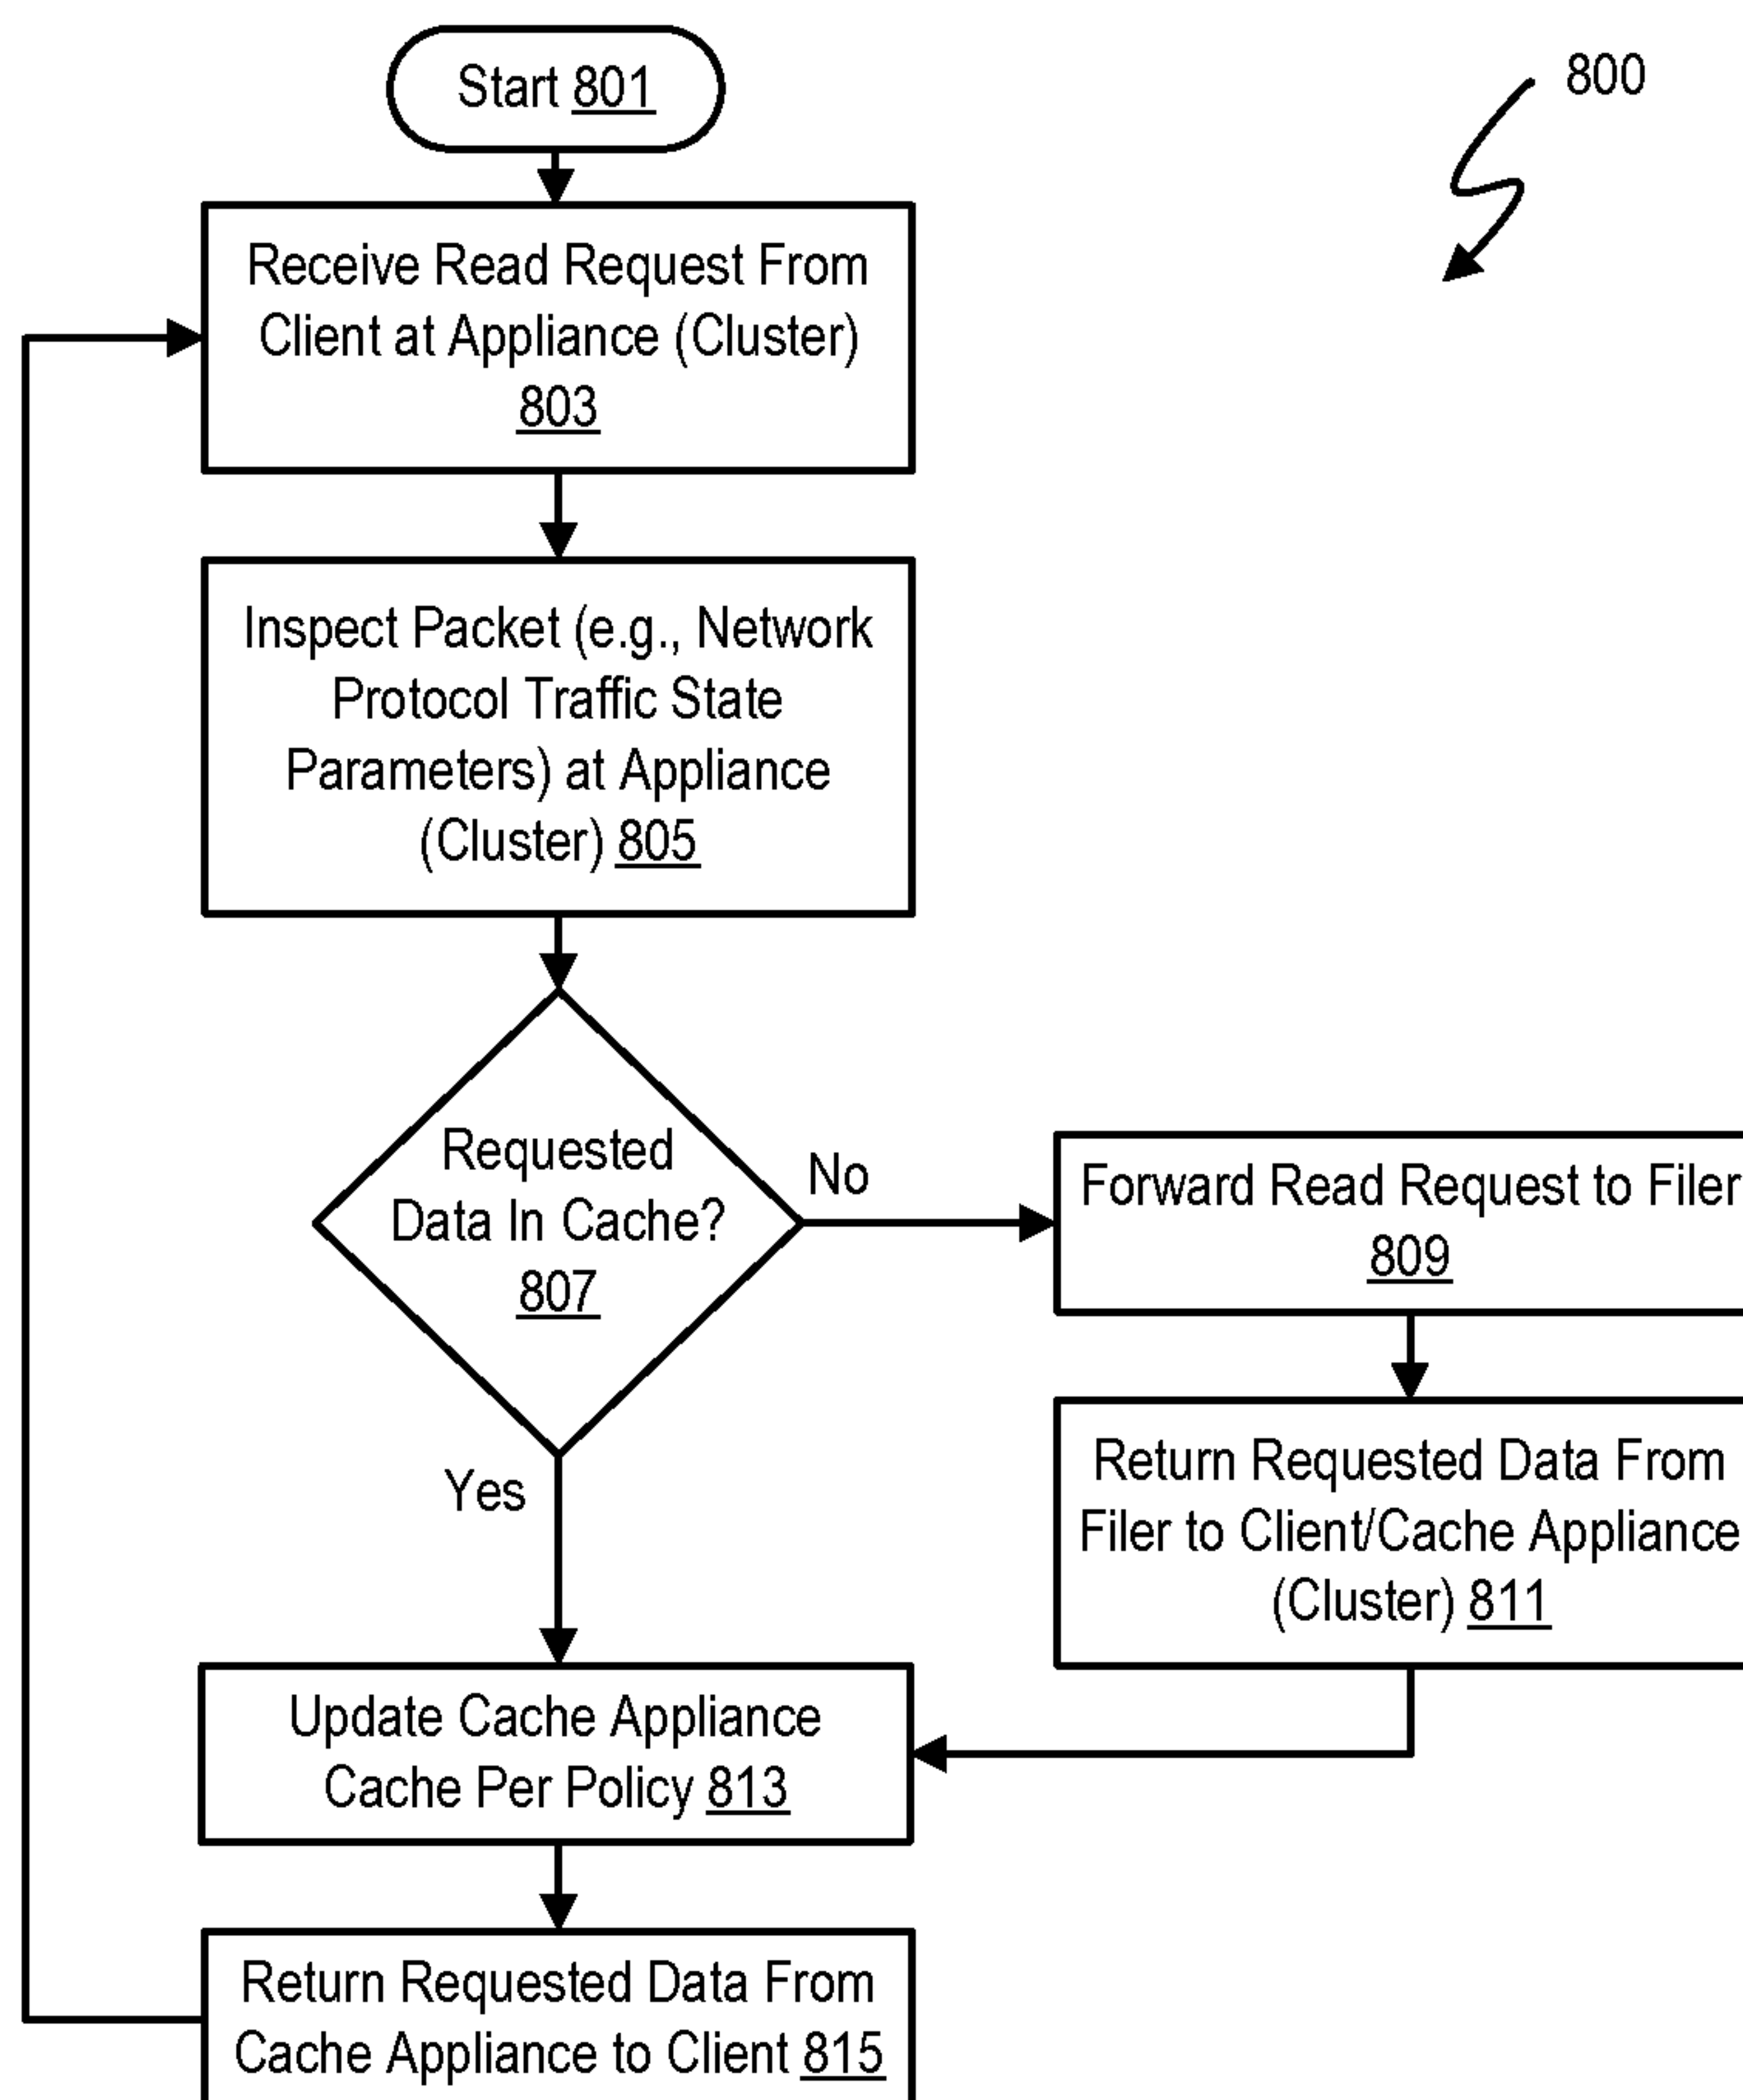 Start 801
800
Receive Read Request From
Client at Appliance (Cluster)
803
Inspect Packet (e.g., Network
Protocol Traffic State
Parameters) at Appliance
(Cluster) 805
Requested
Data In Cache?
807
No
Yes
Forward Read Request to Filer
809
Return Requested Data From
Filer to Client/Cache Appliance
(Cluster) 811
Update Cache Appliance
Cache Per Policy 813
Return Requested Data From
Cache Appliance to Client 815